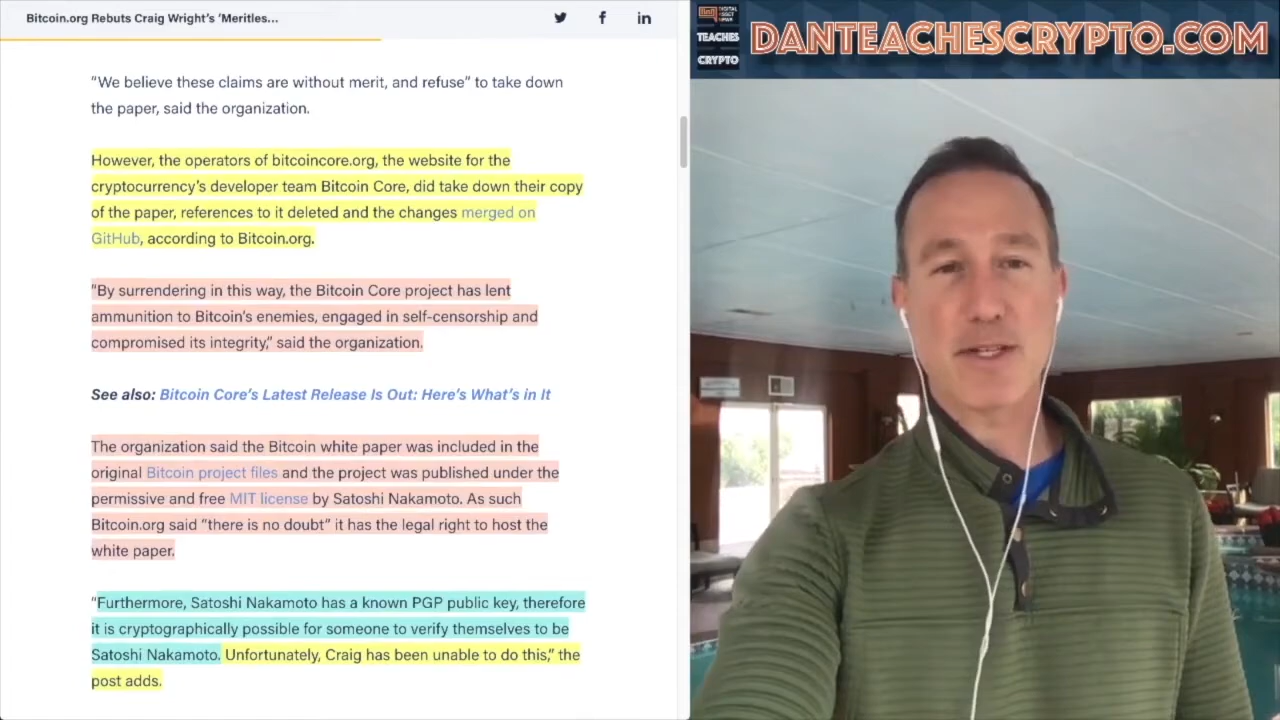 Bitcoin.org Rebuts Craig Wright's 'Meritless...
"We believe these claims are without merit, and refuse" to take down
the paper, said the organization.
However, the operators of bitcoincore.org, the website for the
cryptocurrency's developer team Bitcoin Core, did take down their copy
of the paper, references to it deleted and the changes merged on
GitHub, according to Bitcoin.org.
"By surrendering in this way, the Bitcoin Core project has lent
ammunition to Bitcoin's enemies, engaged in self-censorship and
compromised its integrity," said the organization.
See also: Bitcoin Core's Latest Release Is Out: Here's What's in It
The organization said the Bitcoin white paper was included in the
original Bitcoin project files and the project was published under the
permissive and free MIT license by Satoshi Nakamoto. As such
Bitcoin.org said "there is no doubt" it has the legal right to host the
white paper.
"Furthermore, Satoshi Nakamoto has a known PGP public key, therefore
it is cryptographically possible for someone to verify themselves to be
Satoshi Nakamoto. Unfortunately, Craig has been unable to do this," the
post adds.
DIGITAL
ASSET
NEWS
TEACHES
CRYPTO
DANTEACHESCRYPTO.COM